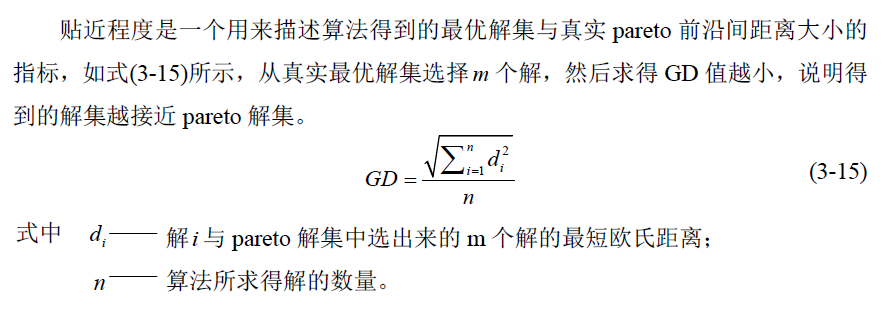 贴近程度是一个用来描述算法得到的最优解集与真实 pareto 前沿间距离大小的
指标，如式(3-15)所示，从真实最优解集选择 m 个解，然后求得 GD 值越小，说明得
到的解集越接近 pareto 解集。
GD = \frac{\sqrt{\sum_{i=1}^{n} d_i^2}}{n} (3-15)
式中 d_i—— 解 i 与 pareto 解集中选出来的 m 个解的最短欧氏距离；
n—— 算法所求得解的数量。